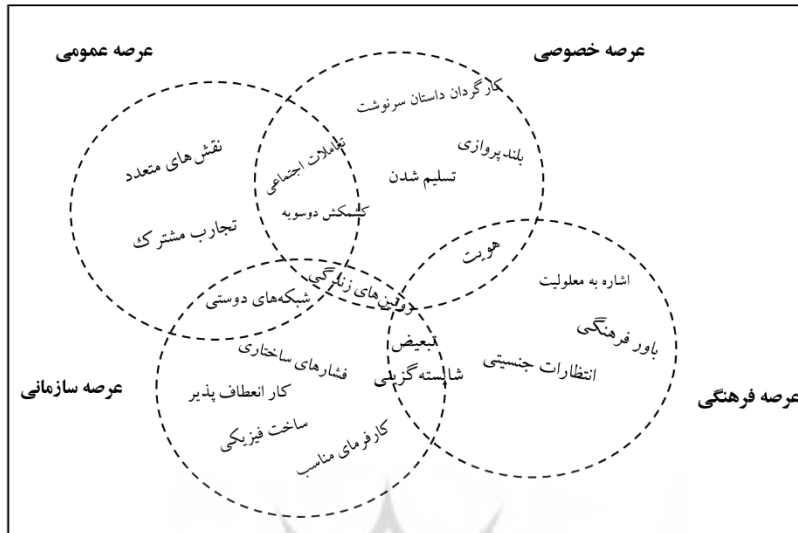 عرصه خصوصی
عرصه عمومی
کارگردان داستان سرنوشت
بلندپروازی
تسلیم شدن
تعاملات اجتماعی
کشمکش دوسویه
نقش‌های متعدد
تجارب مشترک
هویت
روتین‌های زندگی
شبکه‌های دوستی
اشاره به معلولیت
باور فرهنگی
انتظارات جنسیتی
تبعیض
شایسته‌گزینی
فشارهای ساختاری
کار انعطاف پذیر
ساخت فیزیکی
کارفرمای مناسب
عرصه سازمانی
عرصه فرهنگی